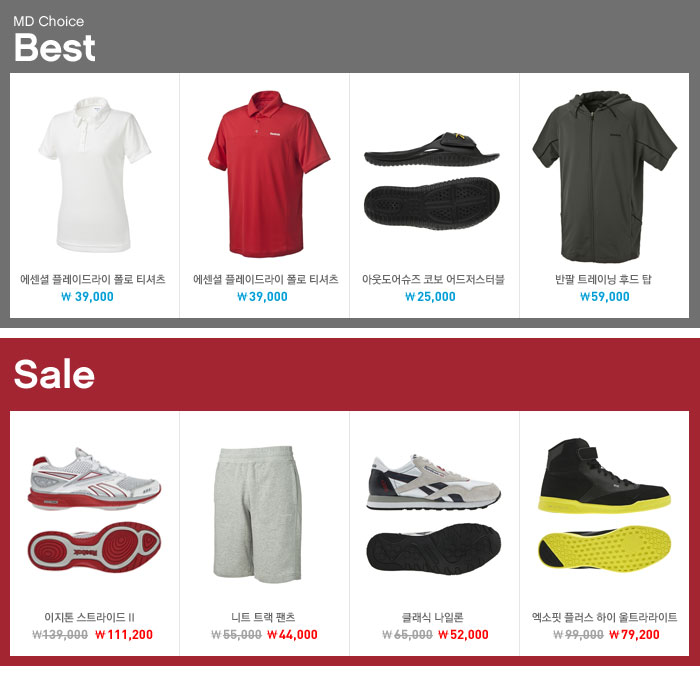 MD Choice
Best
에센셜 플레이드라이 폴로 티셔츠
₩ 39,000
에센셜 플레이드라이 폴로 티셔츠
₩ 39,000
아웃도어슈즈 코보 어드저스터블
₩ 25,000
반팔 트레이닝 후드 탑
₩59,000
Sale
Reebok
이지톤 스트라이드 II
₩139,000 ₩ 111,200
니트 트랙 팬츠
₩ 55,000 ₩ 44,000
클래식 나일론
₩ 65,000 ₩ 52,000
엑소핏 플러스 하이 울트라라이트
₩ 99,000 ₩ 79,200